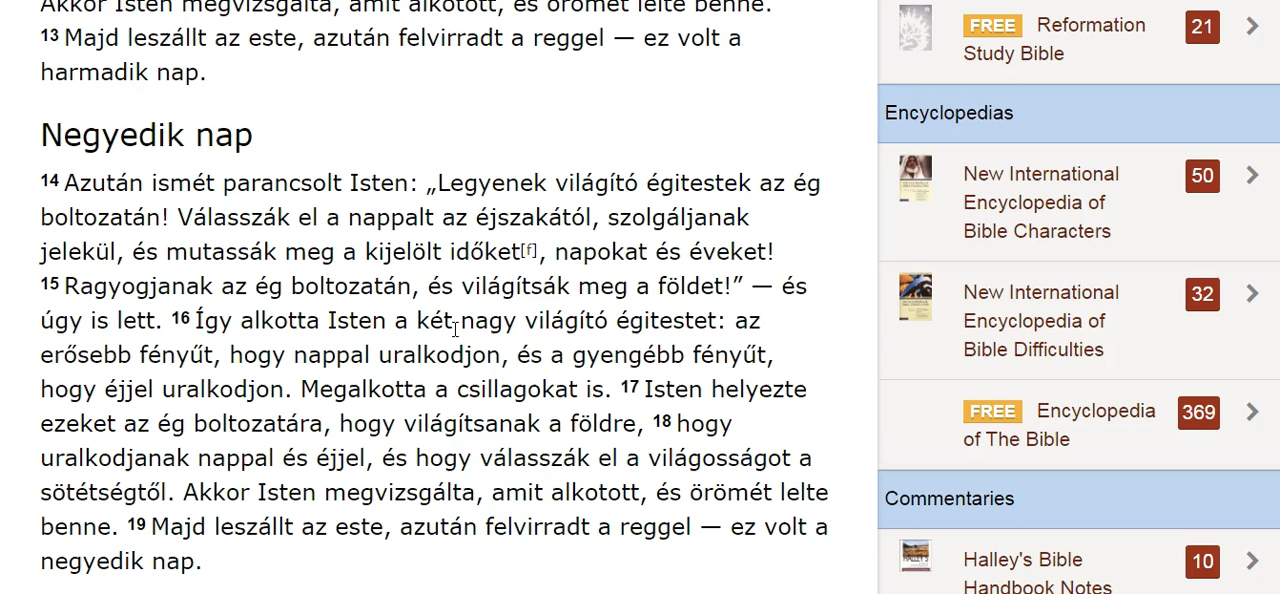 Akkor Isten megvizsgálta, amit alkotott, és örömét lelte benne.
13 Majd leszállt az este, azután felvirradt a reggel — ez volt a
harmadik nap.
Negyedik nap
14 Azután ismét parancsolt Isten: „Legyenek világító égitestek az ég
boltozatán! Válasszák el a nappalt az éjszakától, szolgáljanak
jelekül, és mutassák meg a kijelölt időket[f], napokat és éveket!
15 Ragyogjanak az ég boltozatán, és világítsák meg a földet!” — és
úgy is lett. 16 Így alkotta Isten a két nagy világító égitestet: az
erősebb fényűt, hogy nappal uralkodjon, és a gyengébb fényűt,
hogy éjjel uralkodjon. Megalkotta a csillagokat is. 17 Isten helyezte
ezeket az ég boltozatára, hogy világítsanak a földre, 18 hogy
uralkodjanak nappal és éjjel, és hogy válasszák el a világosságot a
sötétségtől. Akkor Isten megvizsgálta, amit alkotott, és örömét lelte
benne. 19 Majd leszállt az este, azután felvirradt a reggel — ez volt a
negyedik nap.
FREE Reformation 21
Study Bible
Encyclopedias
New International 50
Encyclopedia of
Bible Characters
New International 32
Encyclopedia of
Bible Difficulties
FREE Encyclopedia 369
of The Bible
Commentaries
Halley's Bible 10
Handbook Notes